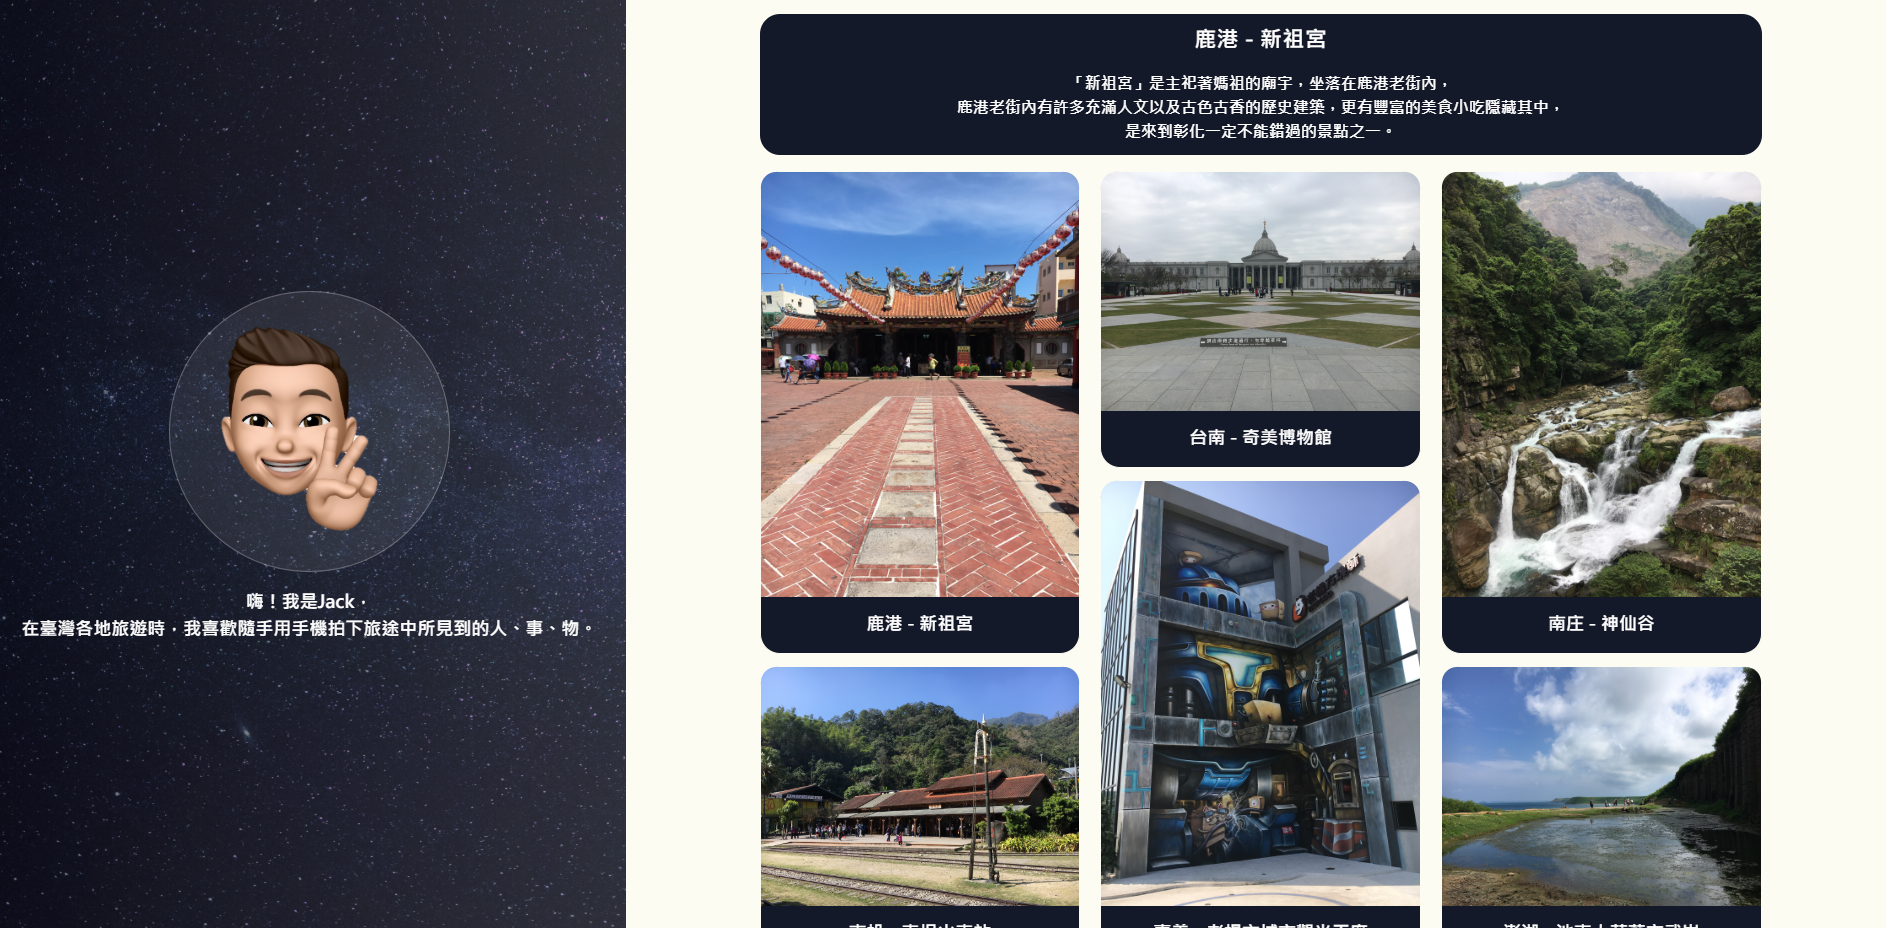 嗨！我是Jack，
在臺灣各地旅遊時，我喜歡隨手用手機拍下旅途中所見到的人、事、物。
鹿港 - 新祖宮
「新祖宮」是主祀著媽祖的廟宇，坐落在鹿港老街內，
鹿港老街內有許多充滿人文以及古色古香的歷史建築，更有豐富的美食小吃隱藏其中，
是來到彰化一定不能錯過的景點之一。
鹿港 - 新祖宮
台南 - 奇美博物館
南庄 - 神仙谷